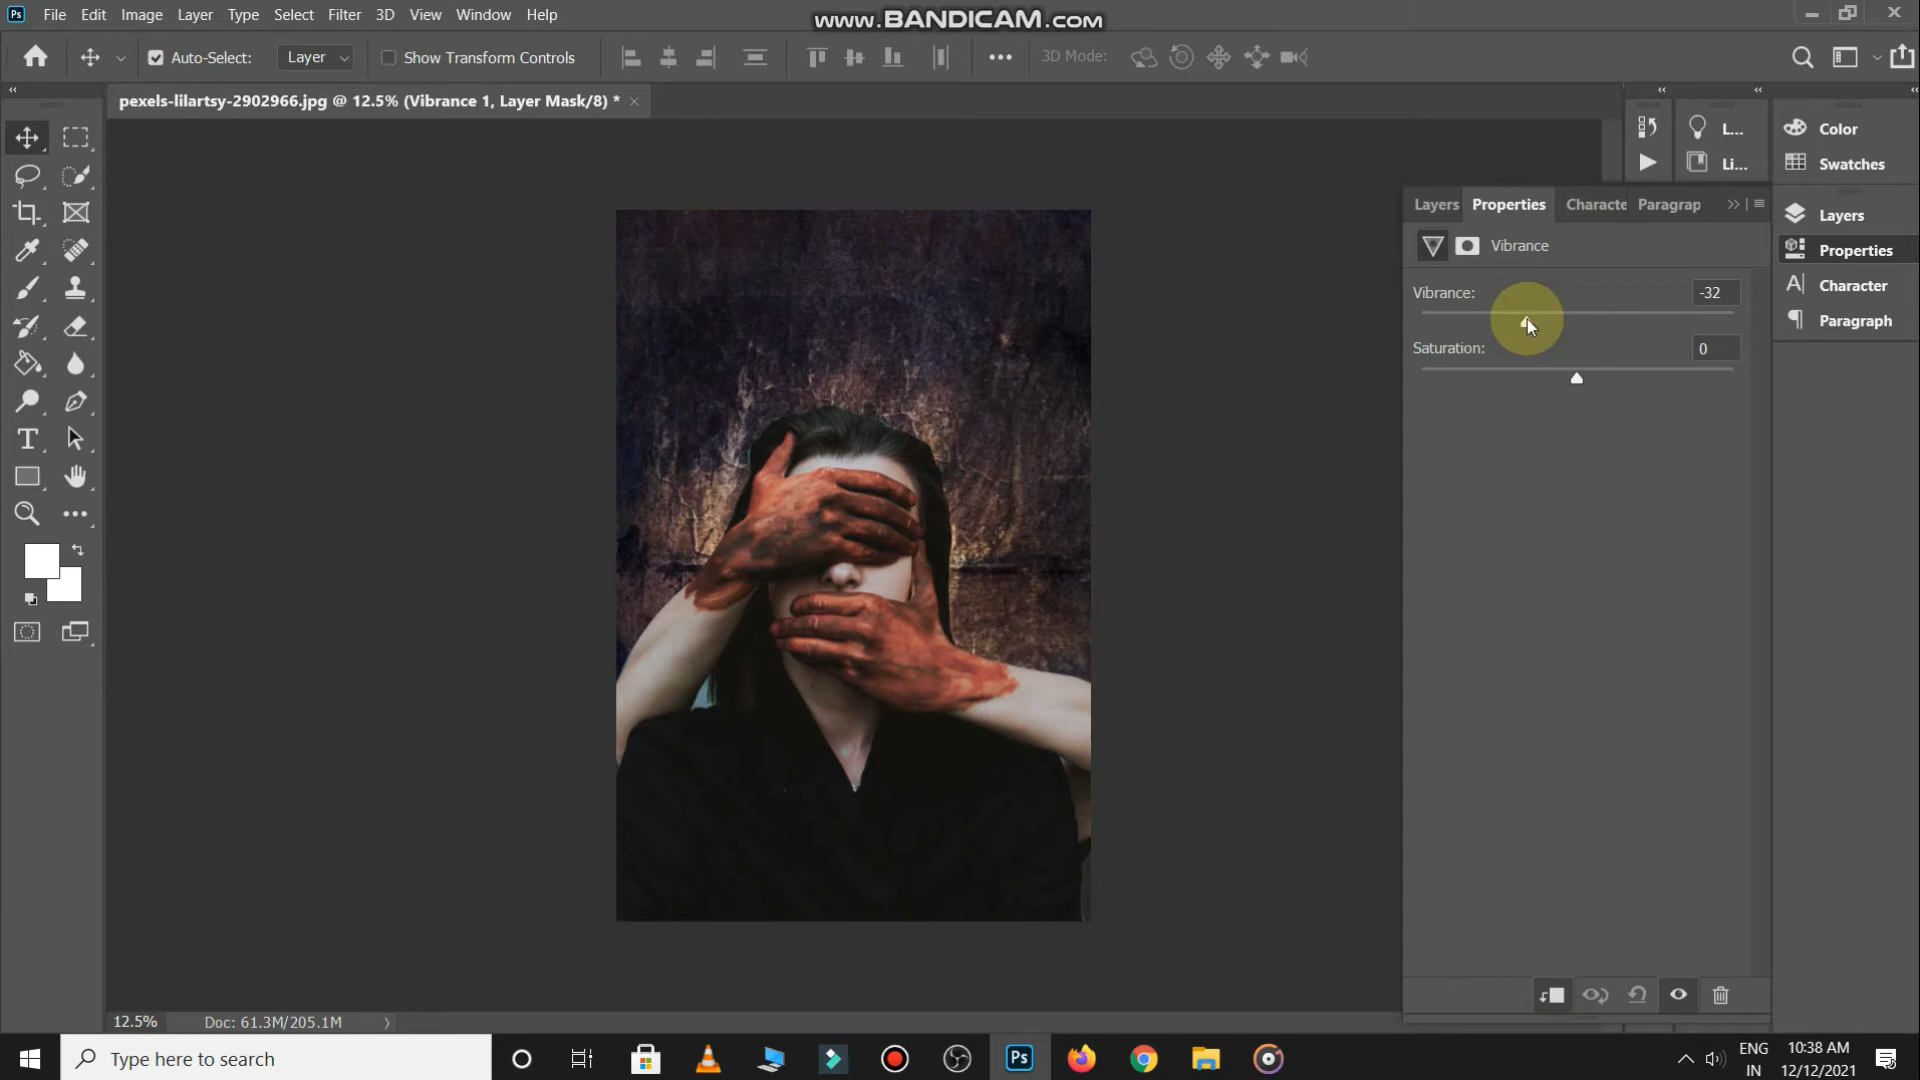 Ps File Edit Image Layer Type Select Filter 3D View Window Help
www.BANDICAM.com
Auto-Select: Layer Show Transform Controls 3D Mode:
pexels-lilartsy-2902966.jpg @ 12.5% (Vibrance 1, Layer Mask/8) * ×
L...
Li...
Color
Swatches
Layers
Properties
Character
Paragraph
Layers Properties Characte Paragrap
Vibrance
Vibrance: -32
Saturation: 0
12.5% Doc: 61.3M/205.1M
Type here to search
Ps
ENG
IN
10:38 AM
12/12/2021